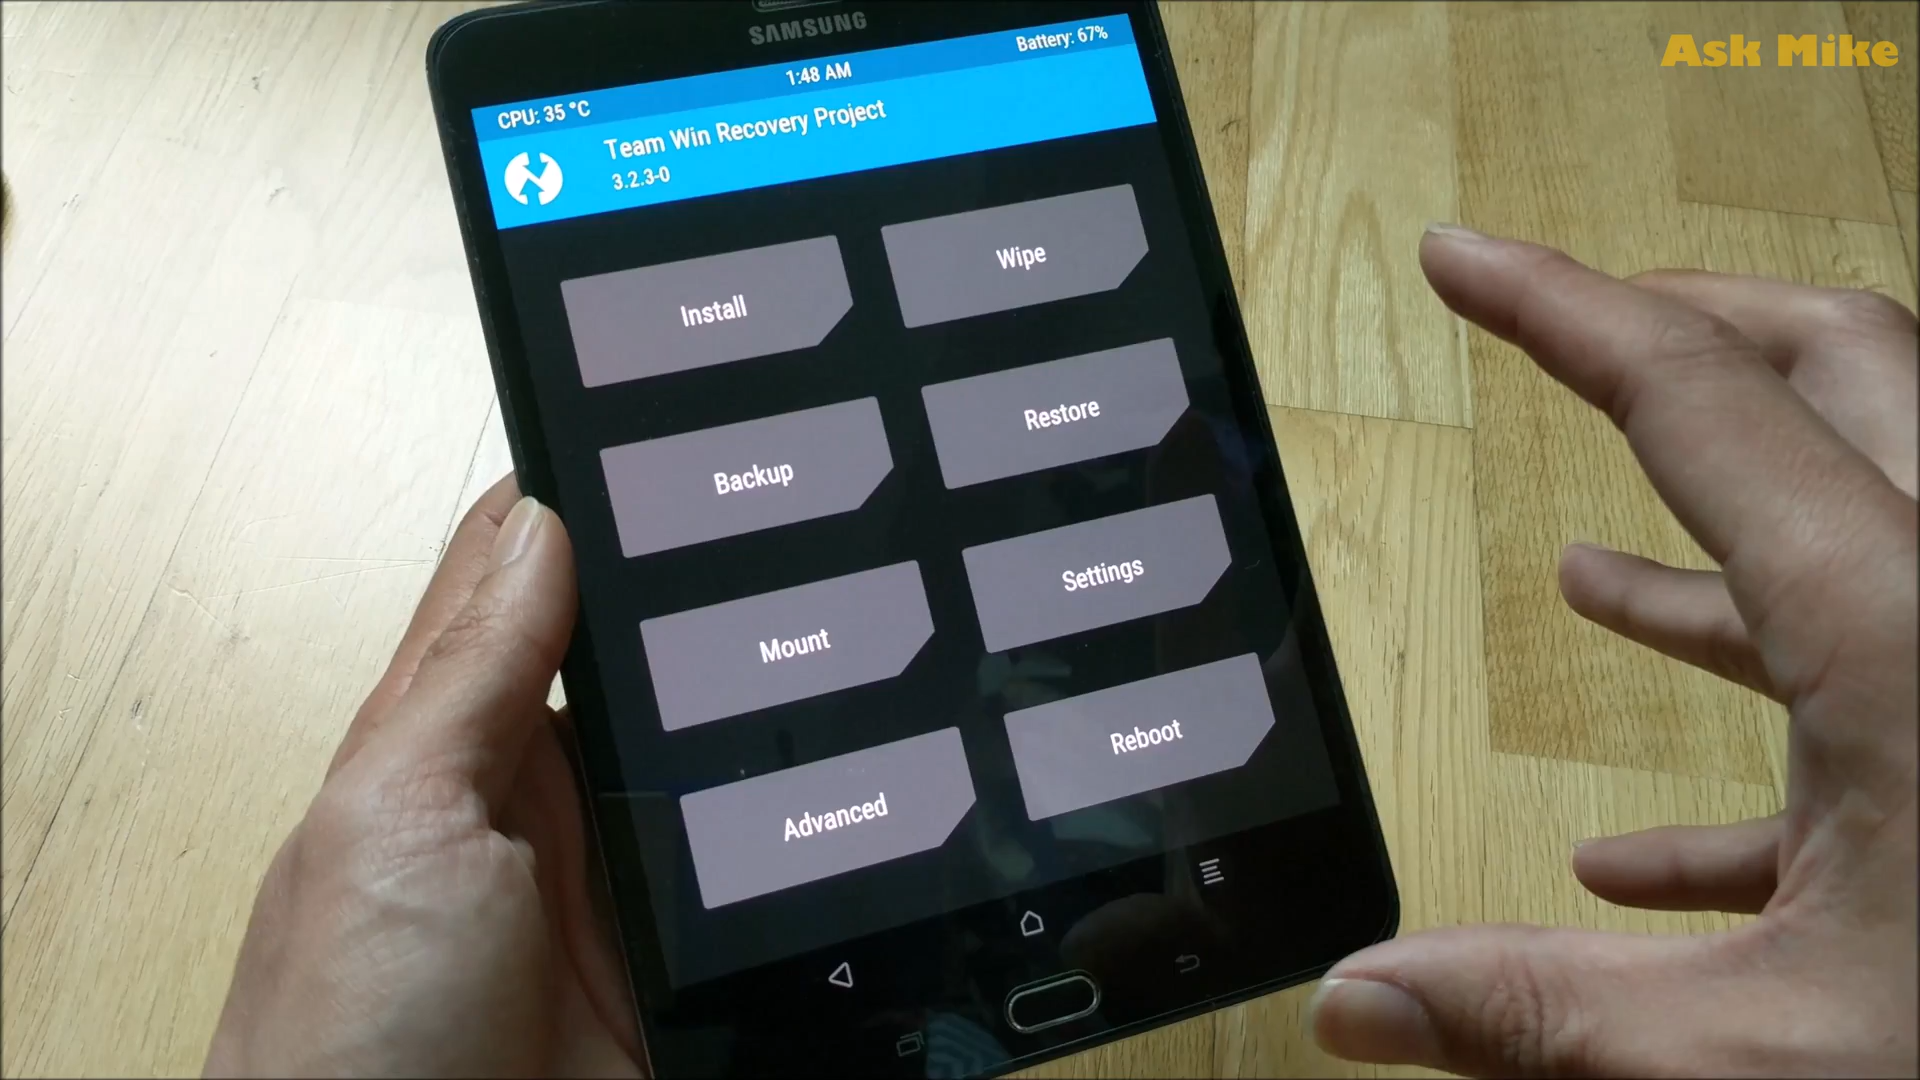 Ask Mike
SAMSUNG
CPU: 35 °C
1:48 AM
Battery: 67%
Team Win Recovery Project
3.2.3-0
Install
Wipe
Backup
Restore
Mount
Settings
Advanced
Reboot